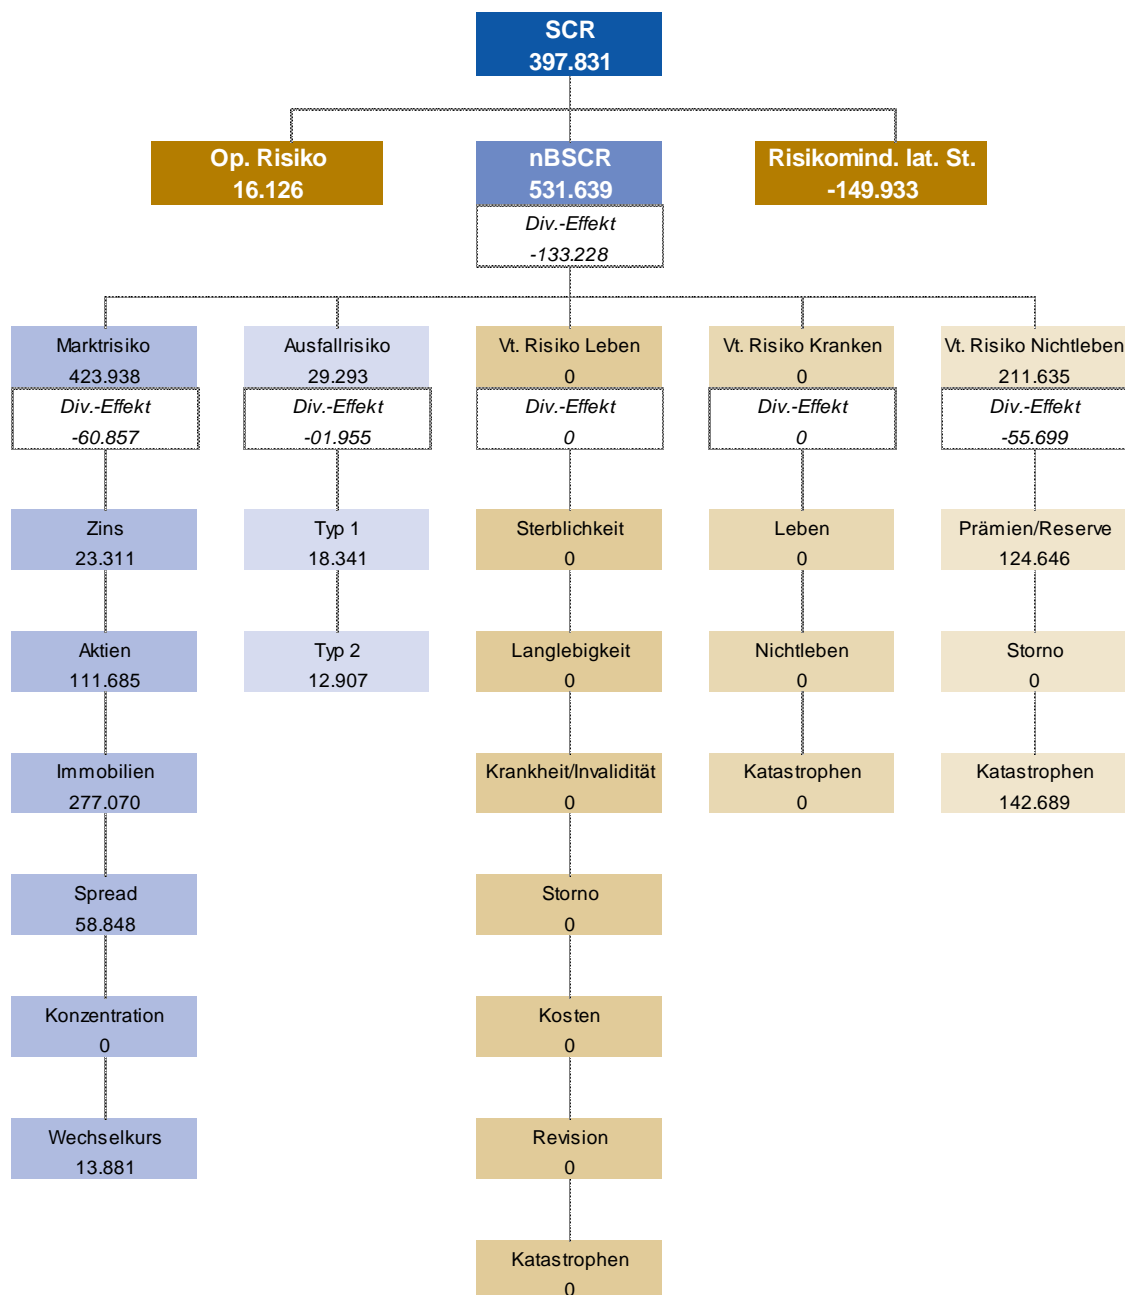 SCR
397.831
Op. Risiko
16.126
nBSCR
531.639
Risikomind. lat. St.
-149.933
Div.-Effekt
-133.228
Marktrisiko
423.938
Div.-Effekt
-60.857
Ausfallrisiko
29.293
Div.-Effekt
-01.955
Vt. Risiko Leben
0
Div.-Effekt
0
Vt. Risiko Kranken
0
Div.-Effekt
0
Vt. Risiko Nichtleben
211.635
Div.-Effekt
-55.699
Zins
23.311
Typ 1
18.341
Sterblichkeit
0
Leben
0
Prämien/Reserve
124.646
Aktien
111.685
Typ 2
12.907
Langlebigkeit
0
Nichtleben
0
Storno
0
Immobilien
277.070
Krankheit/Invalidität
0
Katastrophen
0
Katastrophen
142.689
Spread
58.848
Storno
0
Konzentration
0
Kosten
0
Wechselkurs
13.881
Revision
0
Katastrophen
0